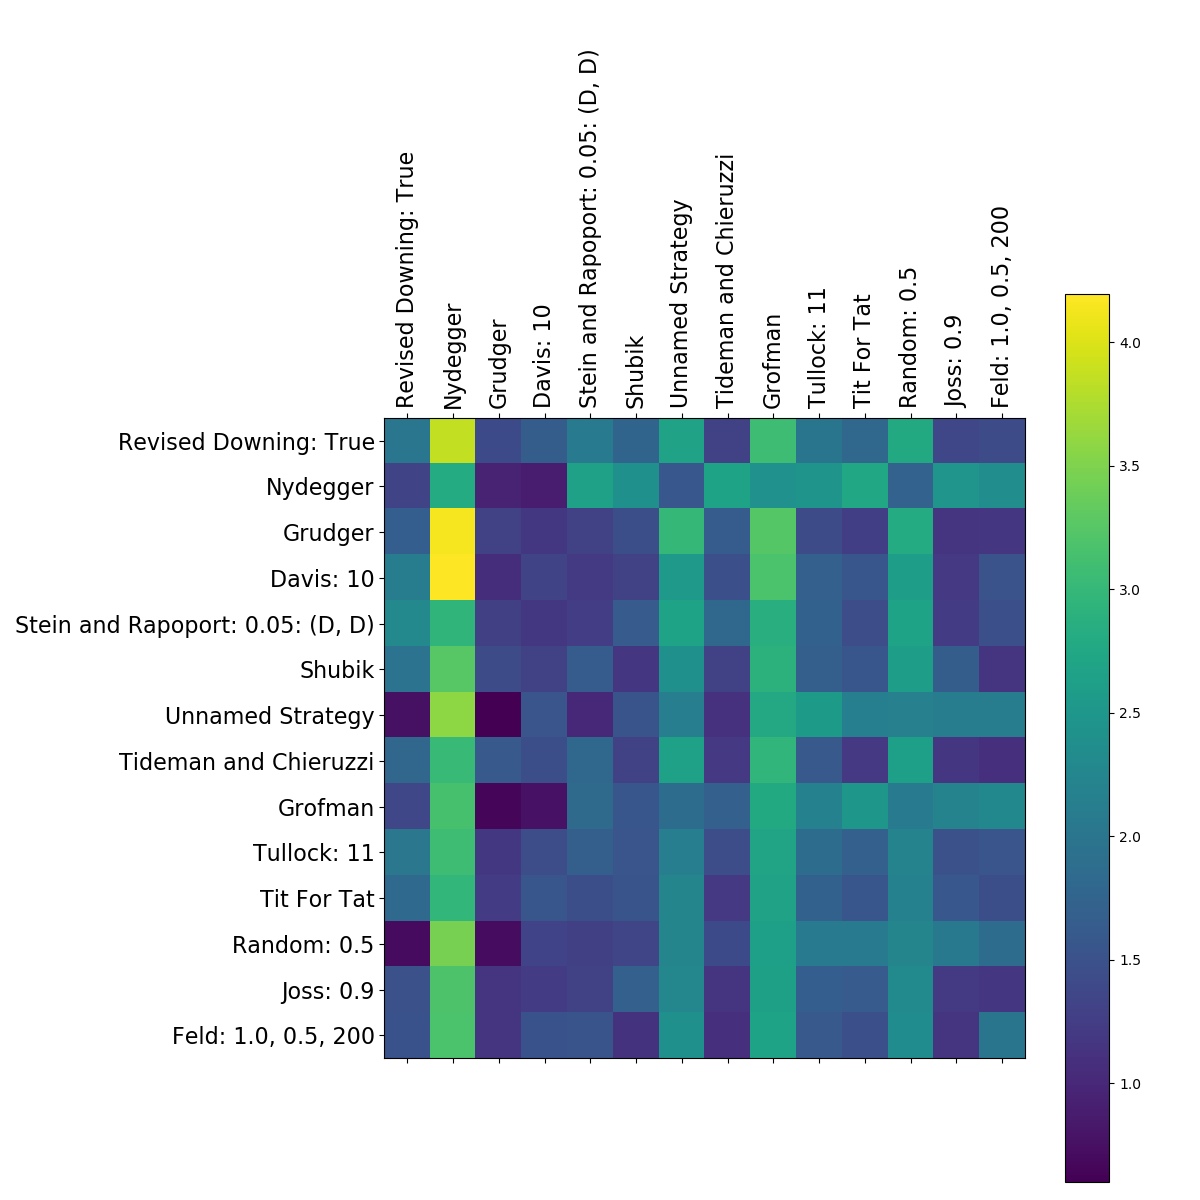 Revised Downing: True
Nydegger
Grudger
Davis: 10
Stein and Rapoport: 0.05: (D, D)
Shubik
Unnamed Strategy
Tideman and Chieruzzi
Grofman
Tullock: 11
Tit For Tat
Random: 0.5
Joss: 0.9
Feld: 1.0, 0.5, 200
Revised Downing: True
Nydegger
Grudger
Davis: 10
Stein and Rapoport: 0.05: (D, D)
Shubik
Unnamed Strategy
Tideman and Chieruzzi
Grofman
Tullock: 11
Tit For Tat
Random: 0.5
Joss: 0.9
Feld: 1.0, 0.5, 200
4.0
3.5
3.0
2.5
2.0
1.5
1.0